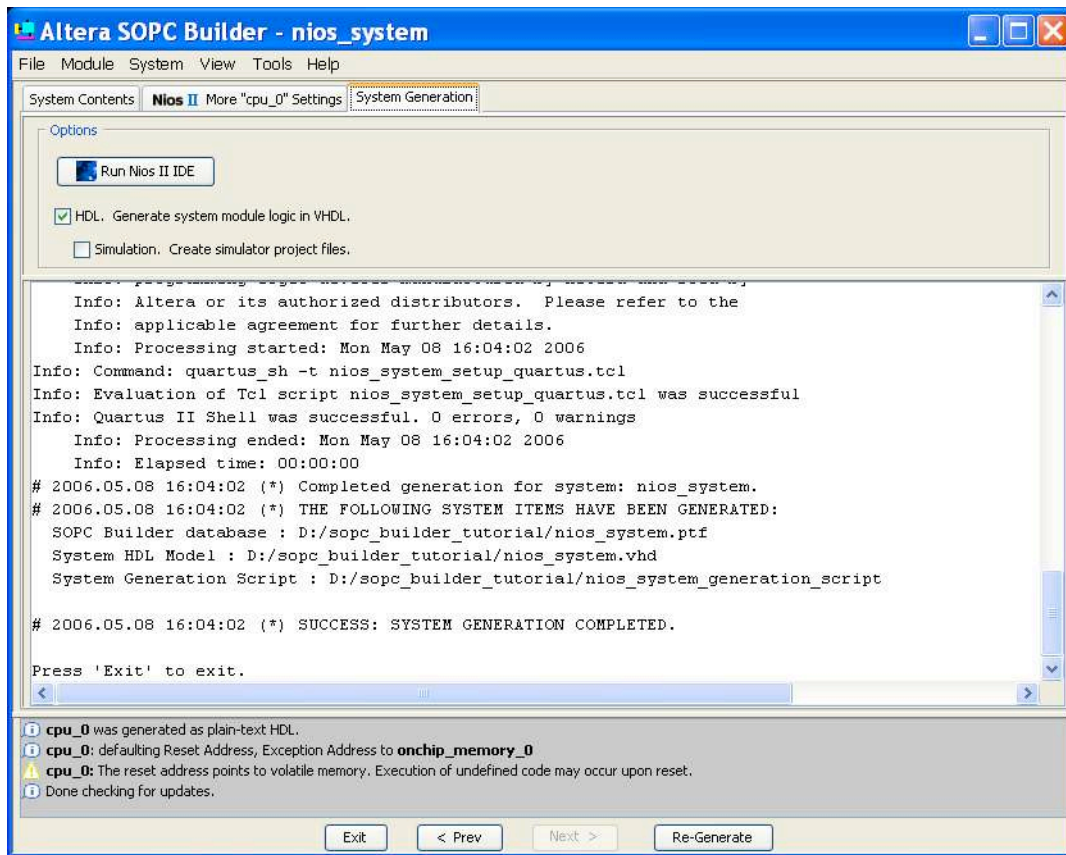 Altera SOPC Builder - nios_system
File Module System View Tools Help
System Contents Nios II More "cpu_0" Settings System Generation
Options
Run Nios II IDE
HDL. Generate system module logic in VHDL.
Simulation. Create simulator project files.
Info: Altera or its authorized distributors. Please refer to the
Info: applicable agreement for further details.
Info: Processing started: Mon May 08 16:04:02 2006
Info: Command: quartus_sh -t nios_system_setup_quartus.tcl
Info: Evaluation of Tcl script nios_system_setup_quartus.tcl was successful
Info: Quartus II Shell was successful. 0 errors, 0 warnings
Info: Processing ended: Mon May 08 16:04:02 2006
Info: Elapsed time: 00:00:00
# 2006.05.08 16:04:02 (*) Completed generation for system: nios_system.
# 2006.05.08 16:04:02 (*) THE FOLLOWING SYSTEM ITEMS HAVE BEEN GENERATED:
SOPC Builder database : D:/sopc_builder_tutorial/nios_system.ptf
System HDL Model : D:/sopc_builder_tutorial/nios_system.vhd
System Generation Script : D:/sopc_builder_tutorial/nios_system_generation_script
# 2006.05.08 16:04:02 (*) SUCCESS: SYSTEM GENERATION COMPLETED.
Press 'Exit' to exit.
cpu_0 was generated as plain-text HDL.
cpu_0: defaulting Reset Address, Exception Address to onchip_memory_0
cpu_0: The reset address points to volatile memory. Execution of undefined code may occur upon reset.
Done checking for updates.
Exit < Prev Next > Re-Generate